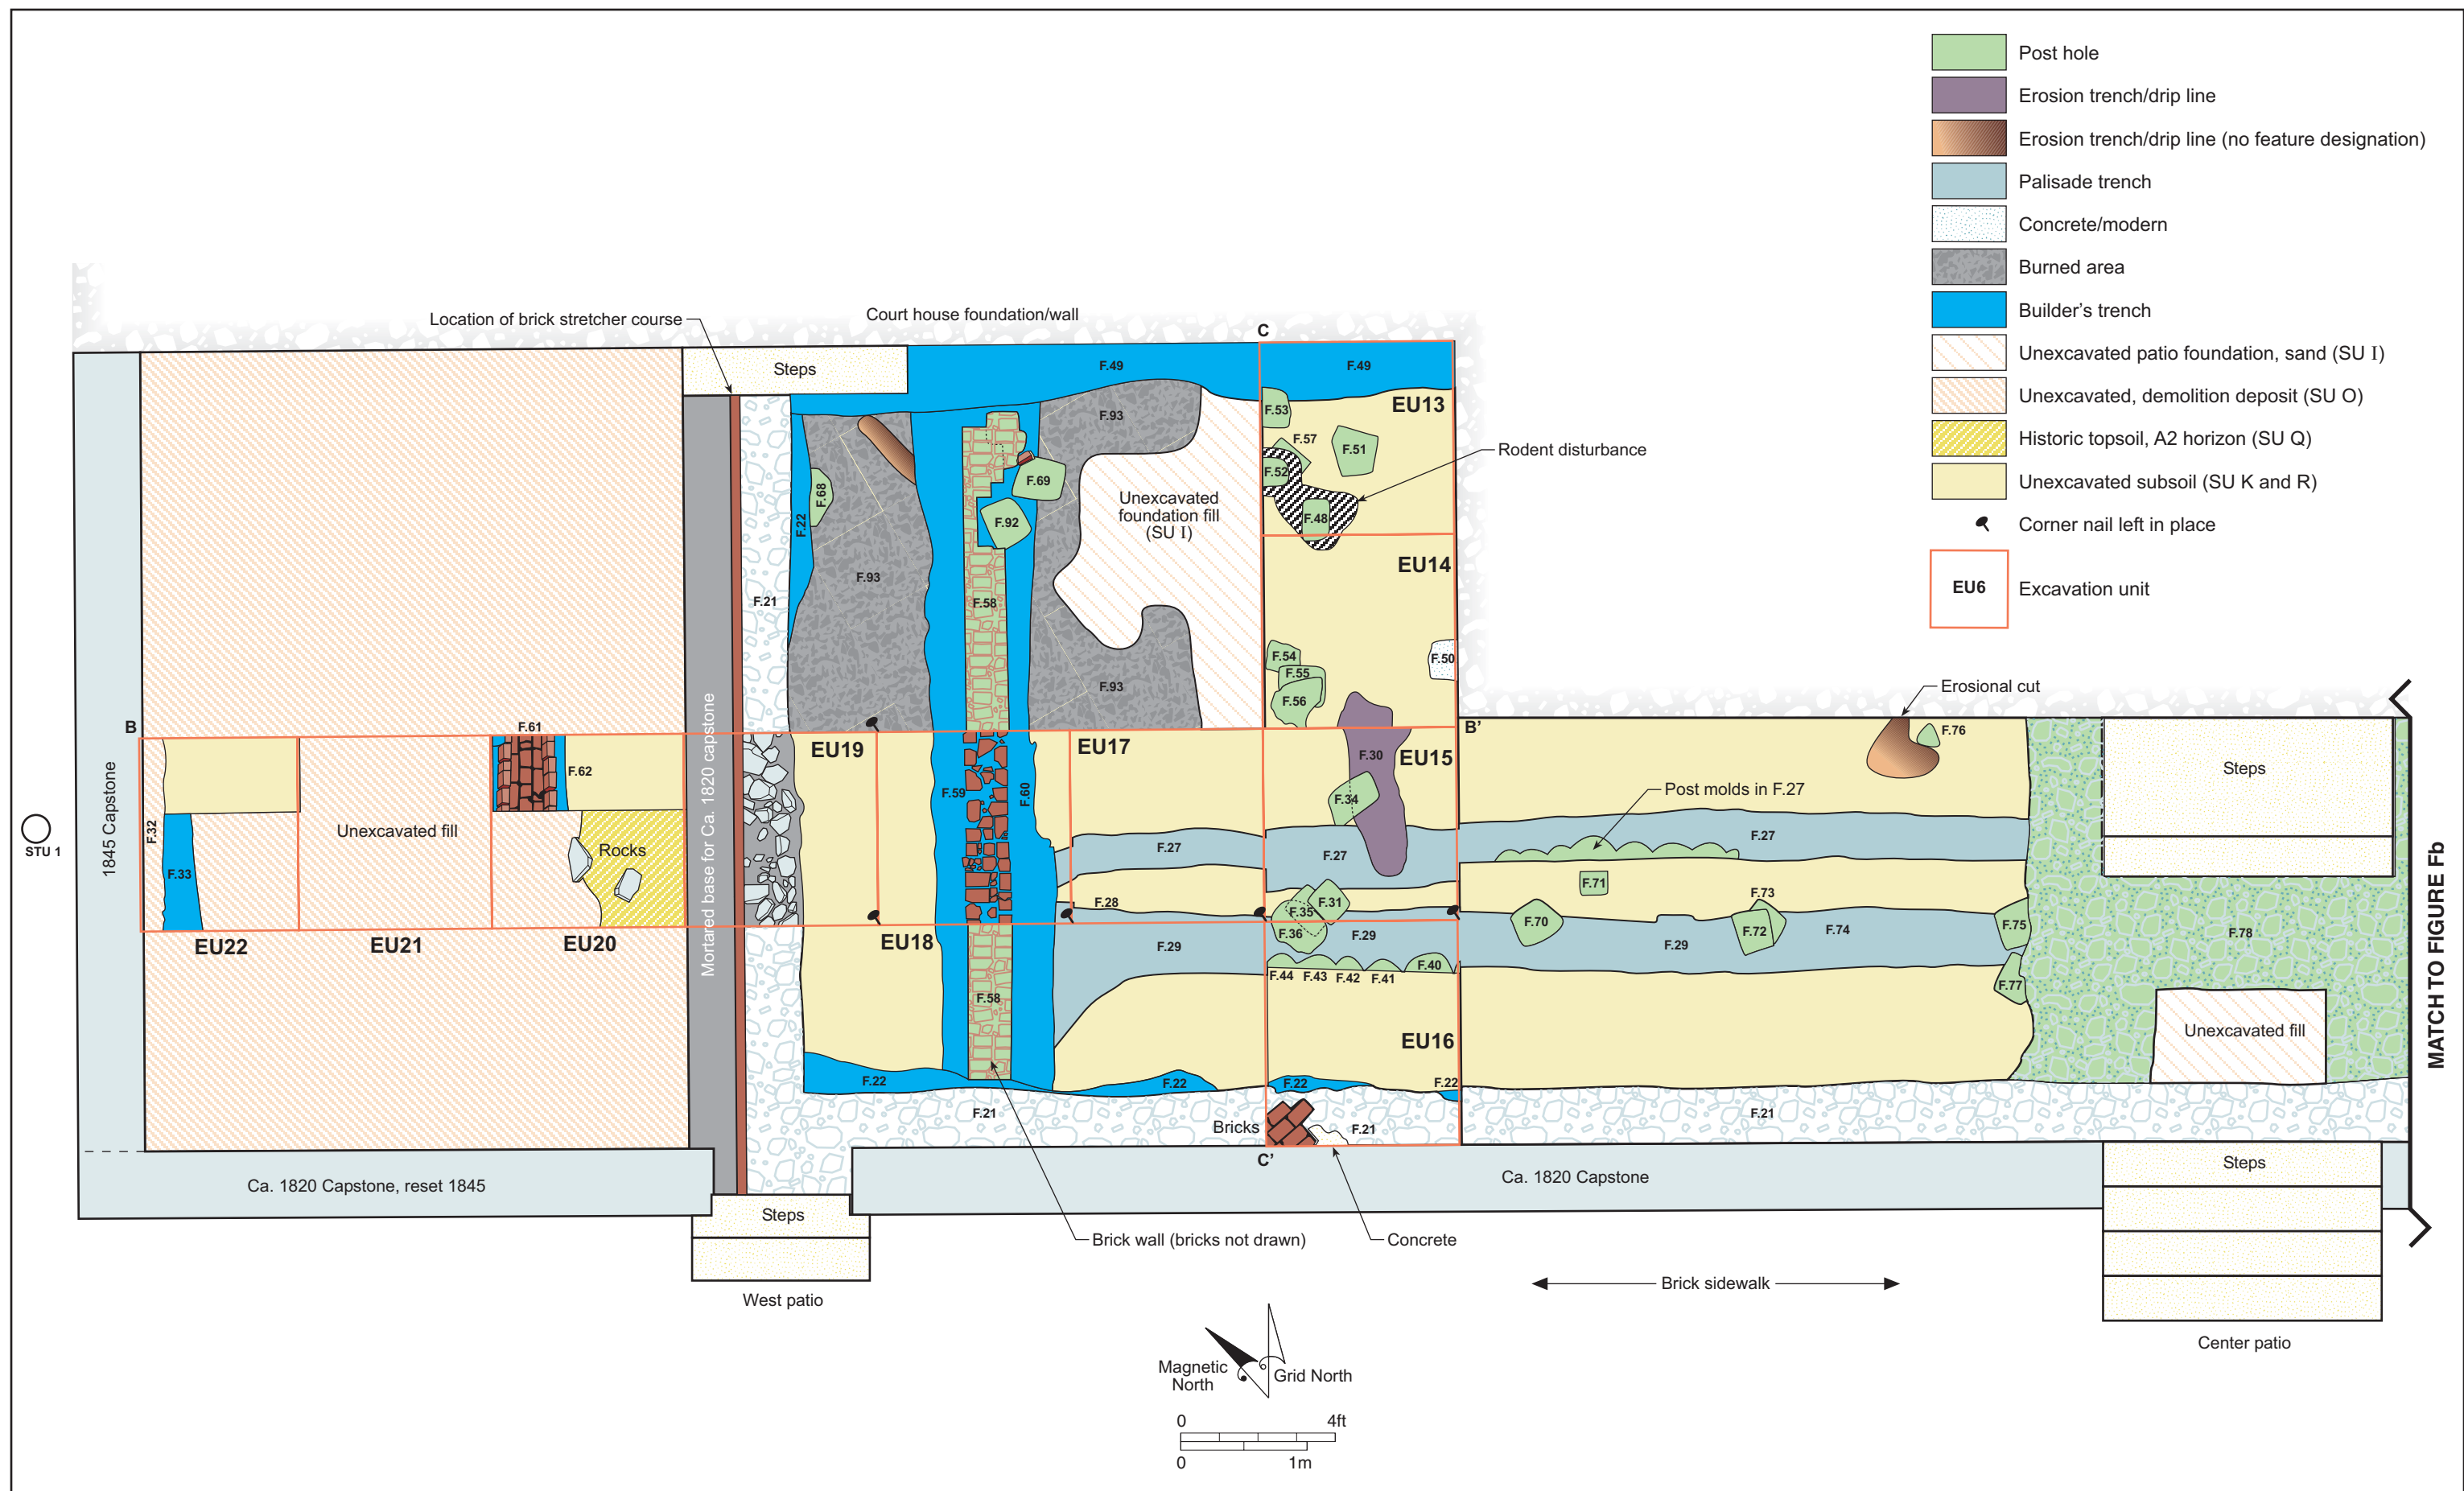 Post hole
Erosion trench/drip line
Erosion trench/drip line (no feature designation)
Palisade trench
Concrete/modern
Burned area
Builder's trench
Unexcavated patio foundation, sand (SU I)
Unexcavated, demolition deposit (SU O)
Historic topsoil, A2 horizon (SU Q)
Unexcavated subsoil (SU K and R)
Corner nail left in place
EU6
Excavation unit
Location of brick stretcher course
Court house foundation/wall
C
Steps
F.49
F.49
F.53
EU13
F.93
F.57
F.51
Rodent disturbance
F.52
F.68
F.69
F.48
F.22
F.92
Unexcavated
foundation fill
(SU I)
EU14
F.93
F.21
F.58
F.54
F.50
F.55
F.56
F.93
Erosional cut
B
F.61
EU19
EU17
F.30
EU15
B'
F.76
Steps
F.62
F.59
F.60
F.34
Post molds in F.27
1845 Capstone
F.32
Unexcavated fill
Rocks
Mortared base for Ca. 1820 capstone
F.27
F.27
F.27
STU 1
F.33
F.71
F.28
F.31
F.35
F.73
F.70
F.72
F.75
EU22
EU21
EU20
EU18
F.29
F.36
F.29
F.29
F.74
F.78
F.44
F.43
F.42
F.41
F.40
F.77
F.58
EU16
Unexcavated fill
MATCH TO FIGURE Fb
F.22
F.22
F.22
F.22
F.21
Bricks
F.21
F.21
C'
Ca. 1820 Capstone, reset 1845
Ca. 1820 Capstone
Steps
Steps
Brick wall (bricks not drawn)
Concrete
Brick sidewalk
West patio
Center patio
Magnetic
North
Grid North
0
4ft
0
1m